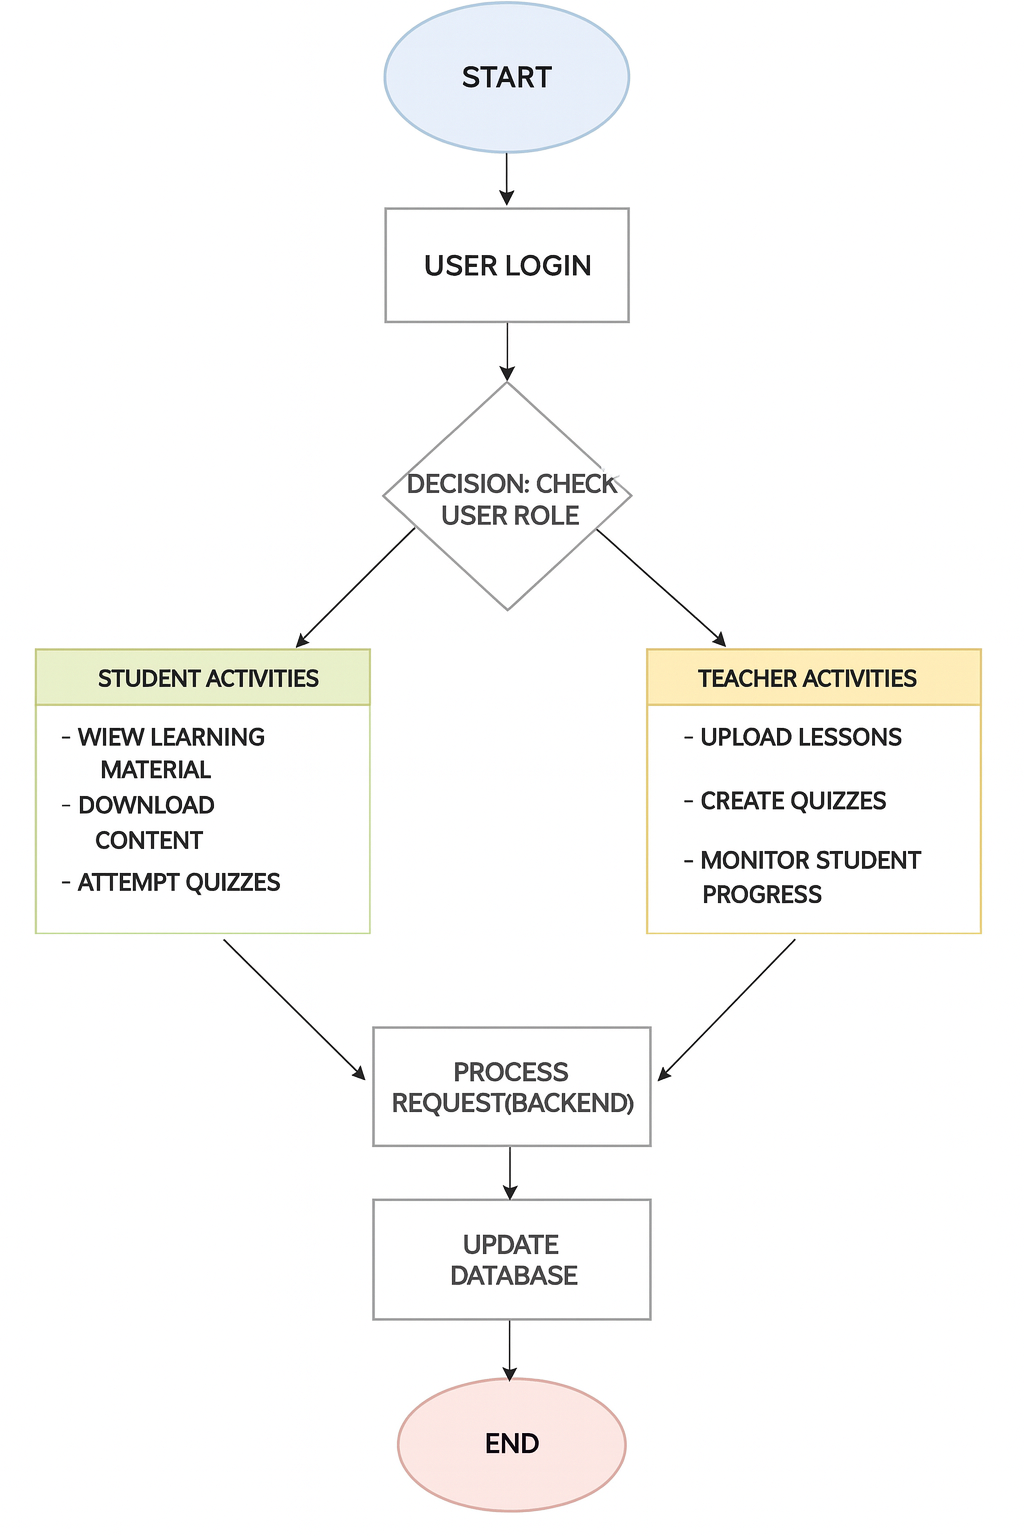 START
USER LOGIN
DECISION: CHECK
USER ROLE
STUDENT ACTIVITIES
- WIEW LEARNING
MATERIAL
- DOWNLOAD
CONTENT
- ATTEMPT QUIZZES
TEACHER ACTIVITIES
- UPLOAD LESSONS
- CREATE QUIZZES
- MONITOR STUDENT
PROGRESS
PROCESS
REQUEST(BACKEND)
UPDATE
DATABASE
END